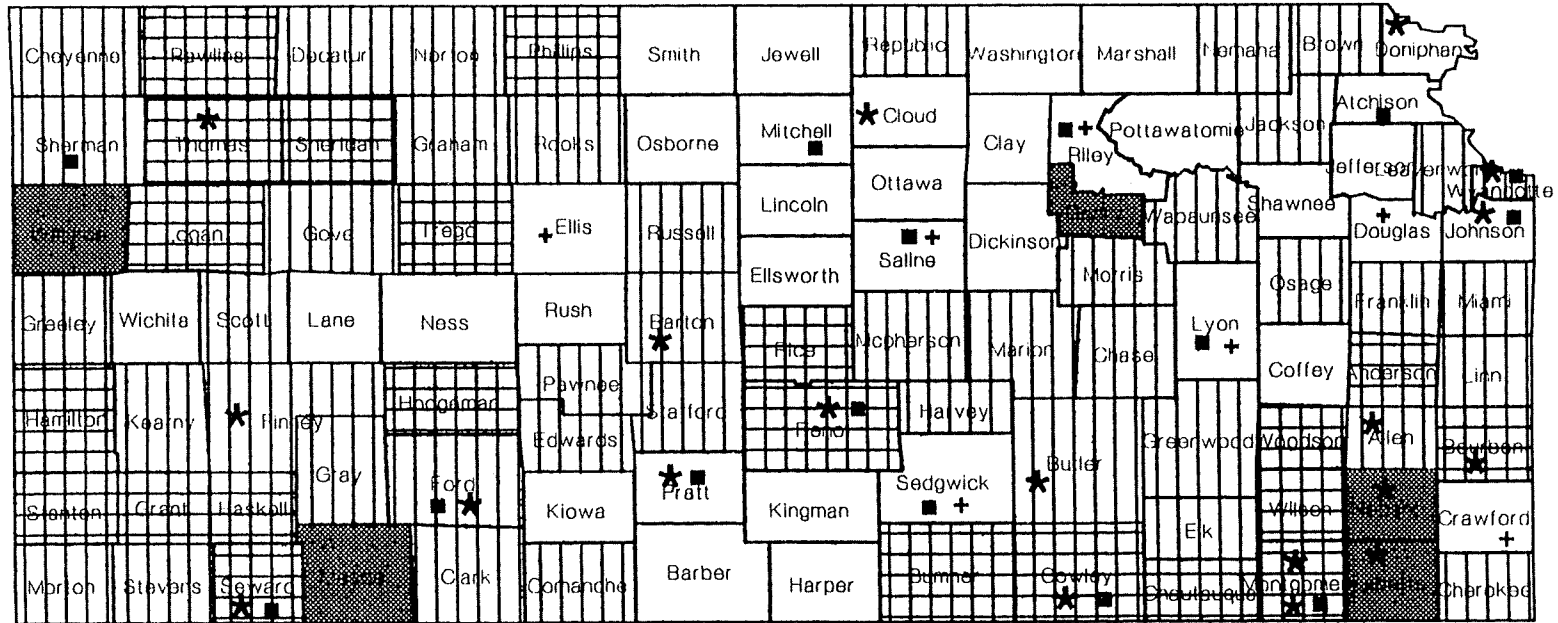 Cheyenne Rawlins Decatur Norton Phillips Smith Jewell Republic Washington Marshall Nemaha Brown Doniphan
Sherman Thomas Sheridan Graham Rooks Osborne Mitchell Cloud Clay Riley Pottawatomie Jackson Atchison
Jefferson Wyandotte
Logan Gove Trego Ellis Russell Lincoln Ottawa Saline Dickinson Wabaunsee Shawnee Douglas Johnson
Ellsworth Morris Osage Franklin Miami
Greeley Wichita Scott Lane Ness Rush Barton Rice Mcpherson Marion Chase Lyon Coffey Anderson Linn
Hamilton Kearny Finney Hodgeman Pawnee Edwards Stafford Reno Harvey Butler Greenwood Woodson Allen Bourbon
Stanton Grant Haskell Gray Ford Kiowa Pratt Kingman Sedgwick Elk Wilson Crawford
Morton Stevens Seward Clark Comanche Barber Harper Sumner Cowley Chautauque Cherokee